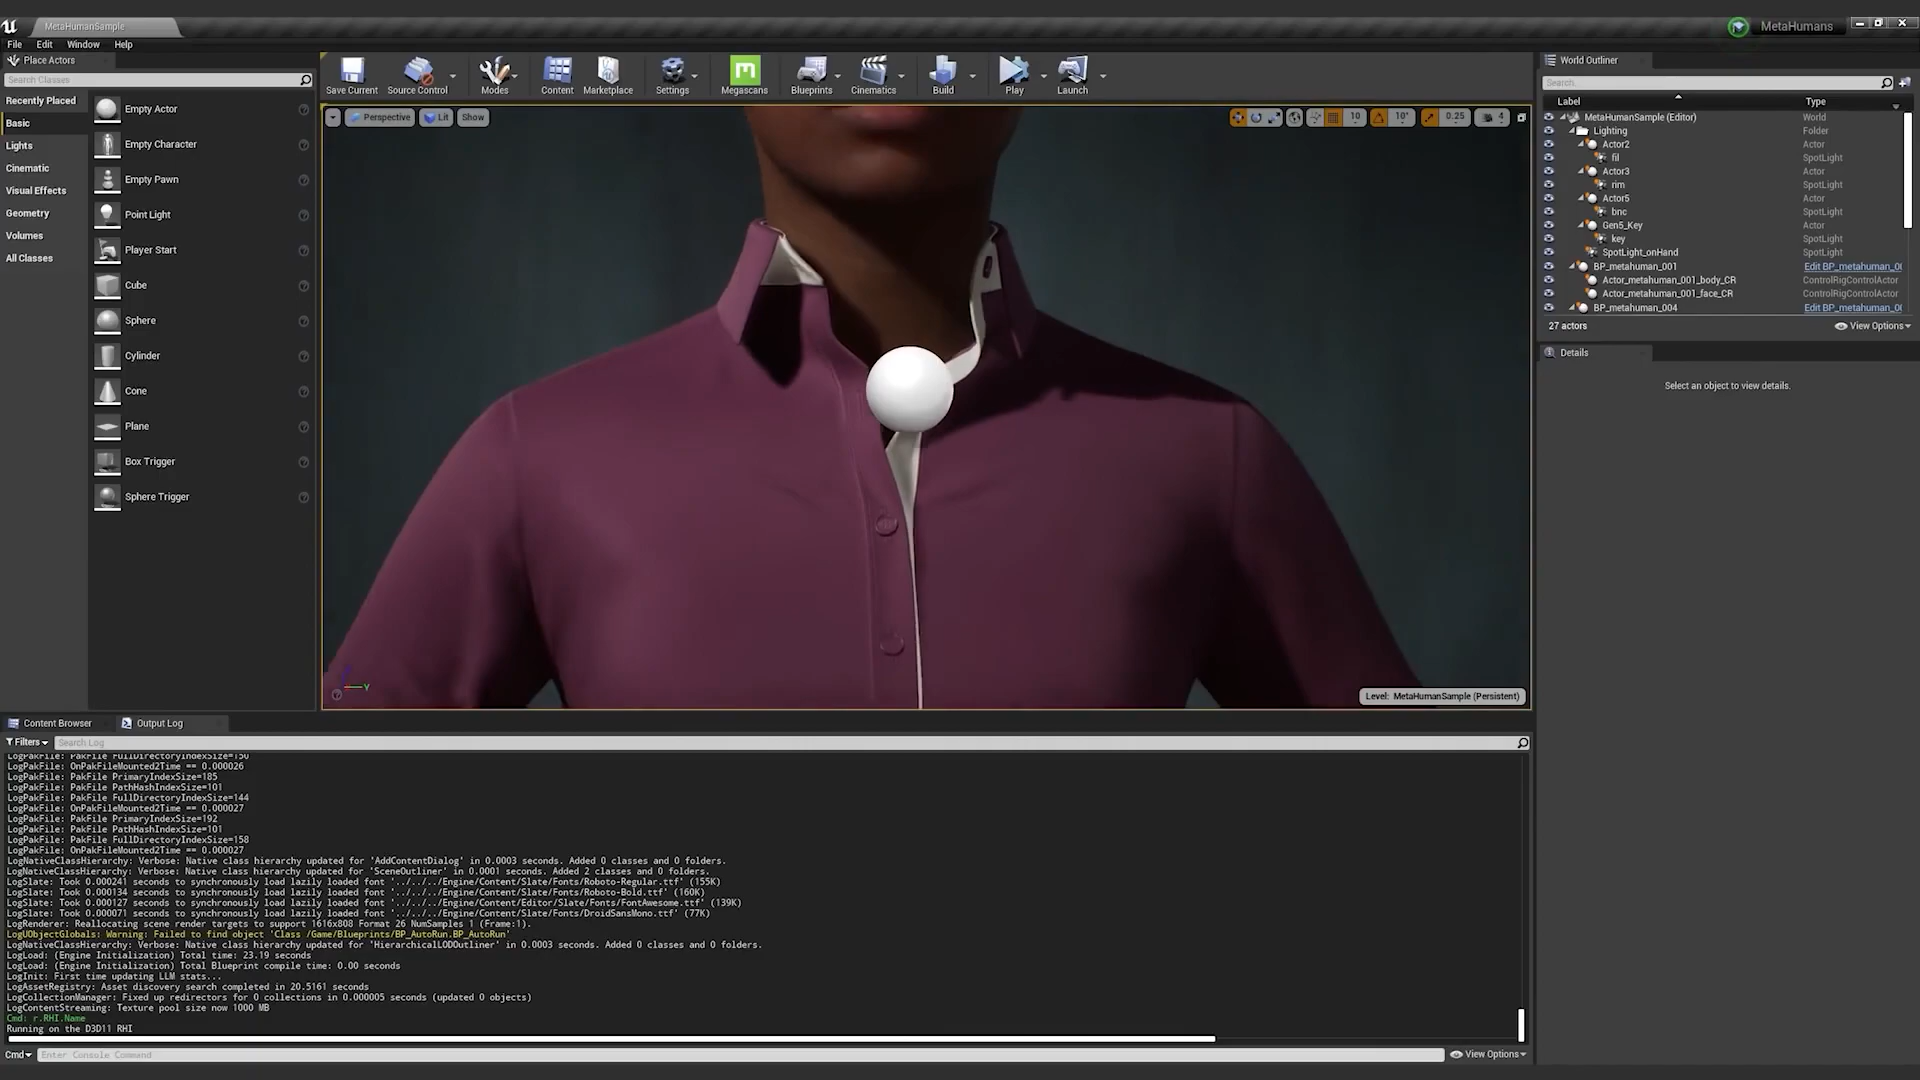 MetaHumanSample
MetaHumans
File Edit Window Help
Place Actors
Search Classes
Recently Placed
Basic
Lights
Cinematic
Visual Effects
Geometry
Volumes
All Classes
Empty Actor
Empty Character
Empty Pawn
Point Light
Player Start
Cube
Sphere
Cylinder
Cone
Plane
Box Trigger
Sphere Trigger
Save Current Source Control Modes Content Marketplace Settings Megascans Blueprints Cinematics Build Play Launch
Perspective Lit Show
10 10° 0.25 4
Y
Level: MetaHumanSample (Persistent)
World Outliner
Search
Label Type
MetaHumanSample (Editor) World
Lighting Folder
Actor2 Actor
fil SpotLight
Actor3 Actor
rim SpotLight
Actor5 Actor
bnc SpotLight
Gen5_Key Actor
key SpotLight
SpotLight_onHand SpotLight
BP_metahuman_001 Edit BP_metahuman_0(
Actor_metahuman_001_body_CR ControlRigControlActor
Actor_metahuman_001_face_CR ControlRigControlActor
BP_metahuman_004 Edit BP_metahuman_0(
27 actors View Options
Details
Select an object to view details.
Content Browser Output Log
Filters Search Log
LogPakFile: PakFile FullDirectoryIndexSize=150
LogPakFile: OnPakFileMounted2Time == 0.000026
LogPakFile: PakFile PrimaryIndexSize=185
LogPakFile: PakFile PathHashIndexSize=101
LogPakFile: PakFile FullDirectoryIndexSize=144
LogPakFile: OnPakFileMounted2Time == 0.000027
LogPakFile: PakFile PrimaryIndexSize=192
LogPakFile: PakFile PathHashIndexSize=101
LogPakFile: PakFile FullDirectoryIndexSize=158
LogPakFile: OnPakFileMounted2Time == 0.000027
LogNativeClassHierarchy: Verbose: Native class hierarchy updated for 'AddContentDialog' in 0.0003 seconds. Added 0 classes and 0 folders.
LogNativeClassHierarchy: Verbose: Native class hierarchy updated for 'SceneOutliner' in 0.0001 seconds. Added 2 classes and 0 folders.
LogSlate: Took 0.000241 seconds to synchronously load lazily loaded font '../../../Engine/Content/Slate/Fonts/Roboto-Regular.ttf' (155K)
LogSlate: Took 0.000134 seconds to synchronously load lazily loaded font '../../../Engine/Content/Slate/Fonts/Roboto-Bold.ttf' (160K)
LogSlate: Took 0.000127 seconds to synchronously load lazily loaded font '../../../Engine/Content/Editor/Slate/Fonts/FontAwesome.ttf' (139K)
LogSlate: Took 0.000071 seconds to synchronously load lazily loaded font '../../../Engine/Content/Slate/Fonts/DroidSansMono.ttf' (77K)
LogRenderer: Reallocating scene render targets to support 1616x808 Format 26 NumSamples 1 (Frame:1).
LogUObjectGlobals: Warning: Failed to find object 'Class /Game/Blueprints/BP_AutoRun.BP_AutoRun'
LogNativeClassHierarchy: Verbose: Native class hierarchy updated for 'HierarchicalLODOutliner' in 0.0003 seconds. Added 0 classes and 0 folders.
LogLoad: (Engine Initialization) Total time: 23.19 seconds
LogLoad: (Engine Initialization) Total Blueprint compile time: 0.00 seconds
LogInit: First time updating LLM stats...
LogAssetRegistry: Asset discovery search completed in 20.5161 seconds
LogCollectionManager: Fixed up redirectors for 0 collections in 0.000005 seconds (updated 0 objects)
LogContentStreaming: Texture pool size now 1000 MB
Cmd: r.RHI.Name
Running on the D3D11 RHI
Cmd Enter Console Command View Options